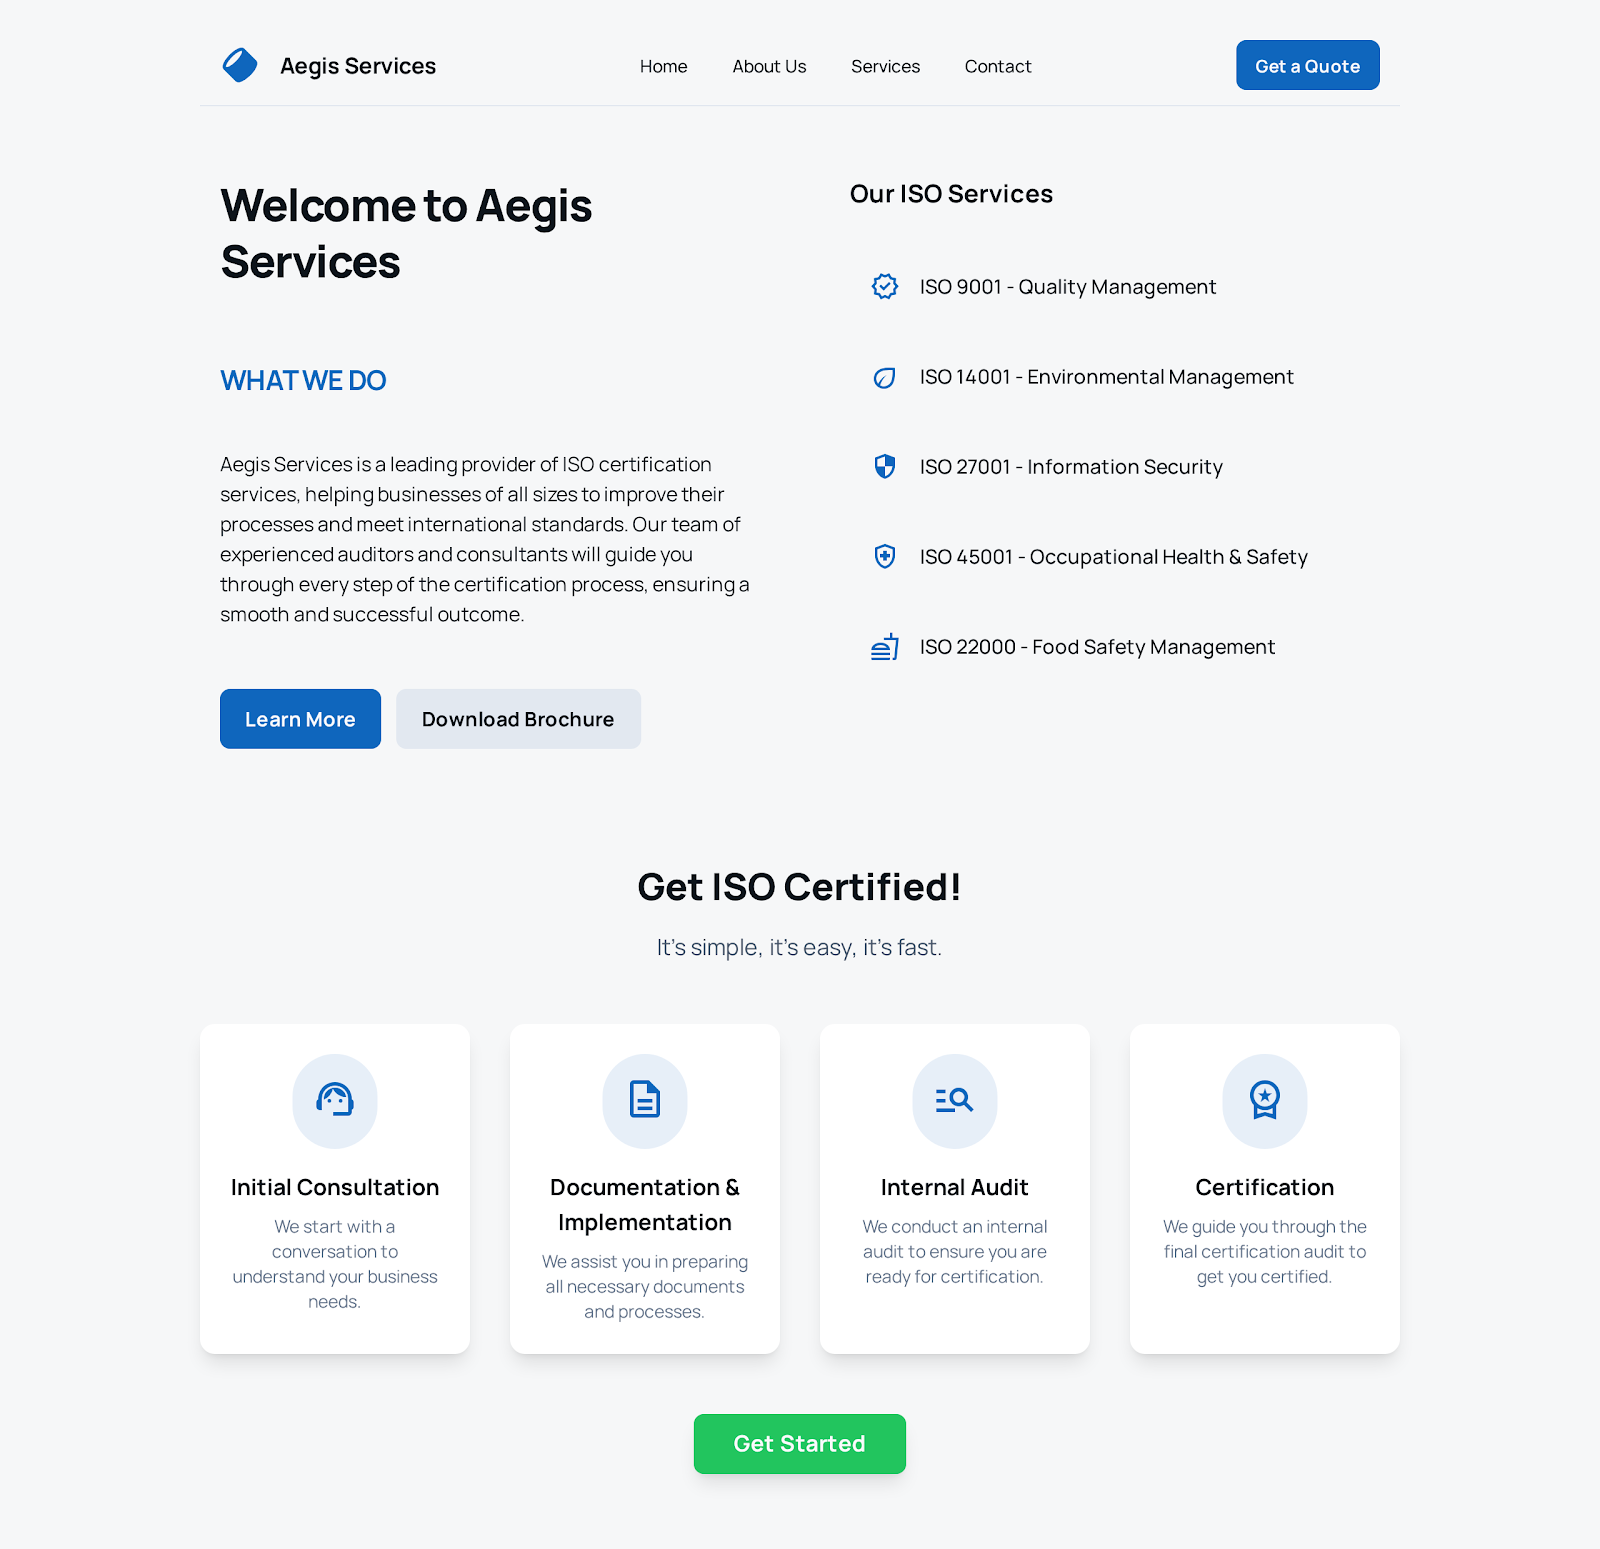 Aegis Services
Home
About Us
Services
Contact
Get a Quote
Welcome to Aegis
Services
WHAT WE DO
Aegis Services is a leading provider of ISO certification
services, helping businesses of all sizes to improve their
processes and meet international standards. Our team of
experienced auditors and consultants will guide you
through every step of the certification process, ensuring a
smooth and successful outcome.
Learn More
Download Brochure
Our ISO Services
ISO 9001 - Quality Management
ISO 14001 - Environmental Management
ISO 27001 - Information Security
ISO 45001 - Occupational Health & Safety
ISO 22000 - Food Safety Management
Get ISO Certified!
It's simple, it's easy, it's fast.
Initial Consultation
We start with a
conversation to
understand your business
needs.
Documentation &
Implementation
We assist you in preparing
all necessary documents
and processes.
Internal Audit
We conduct an internal
audit to ensure you are
ready for certification.
Certification
We guide you through the
final certification audit to
get you certified.
Get Started